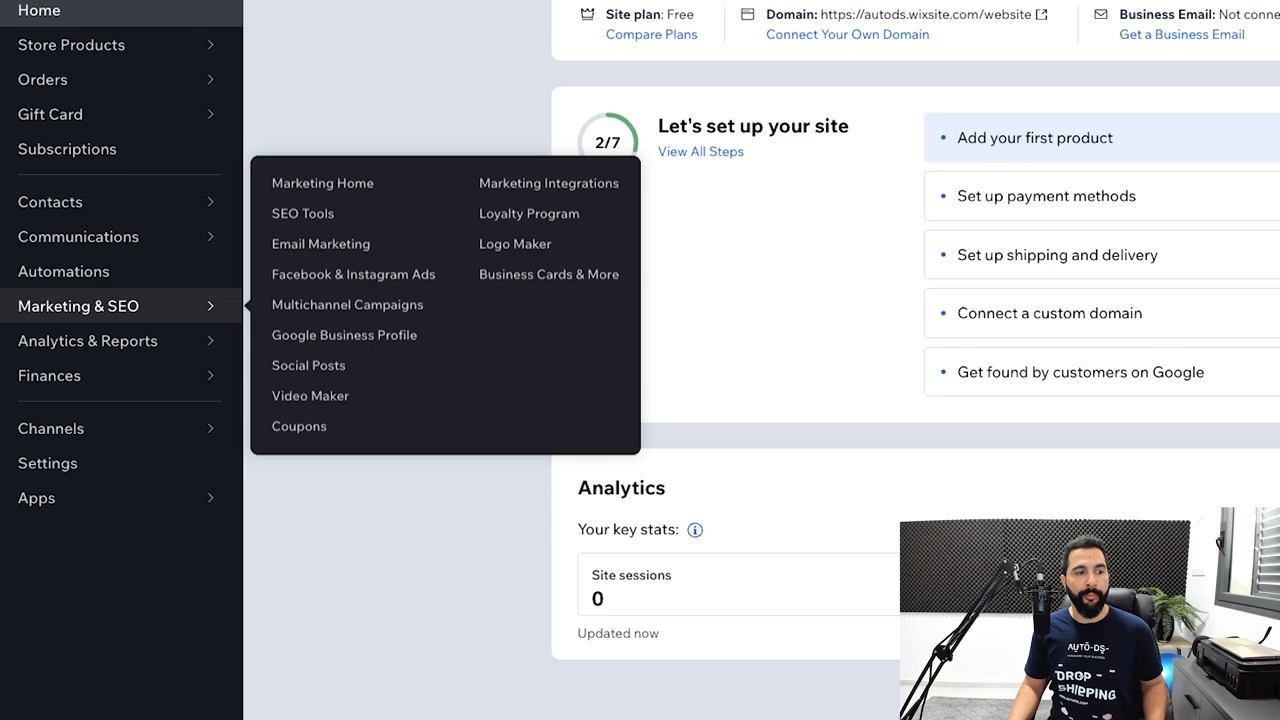 Home
Store Products
Orders
Gift Card
Subscriptions
Contacts
Communications
Automations
Marketing & SEO
Analytics & Reports
Finances
Channels
Settings
Apps
Marketing Home
SEO Tools
Email Marketing
Facebook & Instagram Ads
Multichannel Campaigns
Google Business Profile
Social Posts
Video Maker
Coupons
Marketing Integrations
Loyalty Program
Logo Maker
Business Cards & More
Site plan: Free
Compare Plans
Domain: https://autods.wixsite.com/website
Connect Your Own Domain
Business Email: Not conne
Get a Business Email
2/7
Let's set up your site
View All Steps
Add your first product
Set up payment methods
Set up shipping and delivery
Connect a custom domain
Get found by customers on Google
Analytics
Your key stats:
Site sessions
0
Updated now
AUTO-DS
DROP
SHIPPING